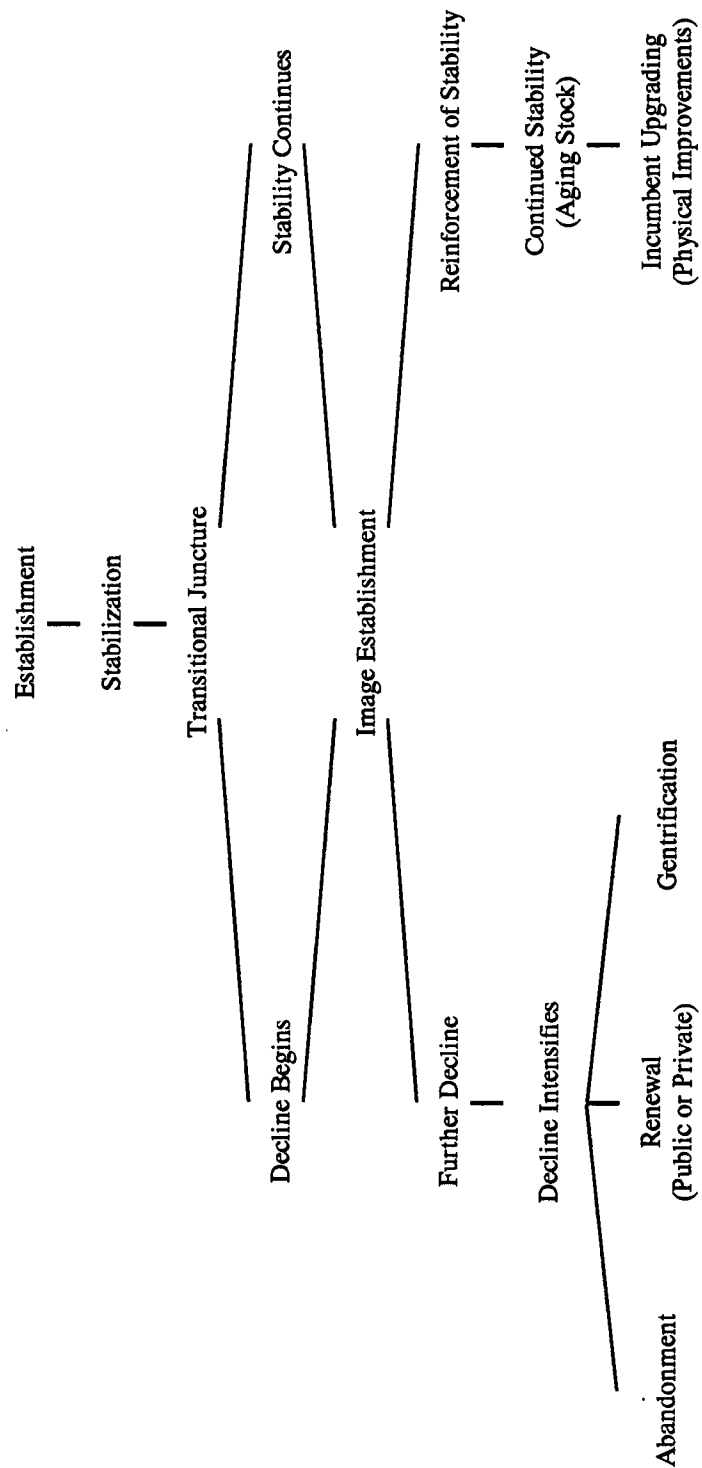 Establishment
Stabilization
Transitional Juncture
Decline Begins
Stability Continues
Image Establishment
Further Decline
Reinforcement of Stability
Decline Intensifies
Continued Stability
(Aging Stock)
Abandonment
Renewal
(Public or Private)
Gentrification
Incumbent Upgrading
(Physical Improvements)